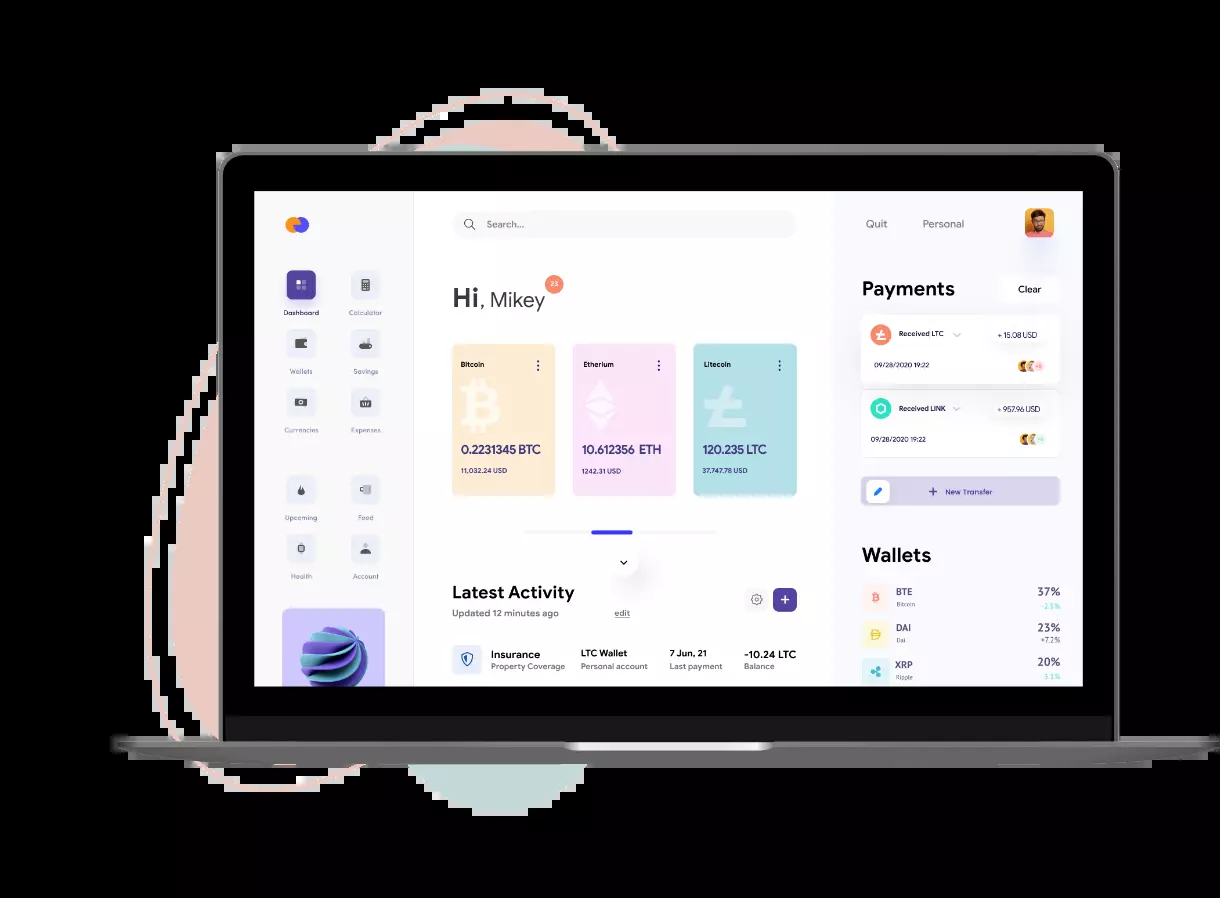 Search...
Quit
Personal
Dashboard
Calculator
Wallets
Savings
Currencies
Expenses
Upcoming
Food
Health
Account
Hi, Mikey
23
Bitcoin
0.2231345 BTC
11,032.24 USD
Etherium
10.612356 ETH
1242.31 USD
Litecoin
120.235 LTC
37,747.78 USD
Latest Activity
Updated 12 minutes ago
edit
Insurance
Property Coverage
LTC Wallet
Personal account
7 Jun, 21
Last payment
-10.24 LTC
Balance
Payments
Clear
Received LTC
+ 15.08 USD
09/28/2020 19:22
Received LINK
+ 957.96 USD
09/28/2020 19:22
New Transfer
Wallets
BTE
Bitcoin
37%
DAI
Dai
23%
+7.2%
XRP
Ripple
20%